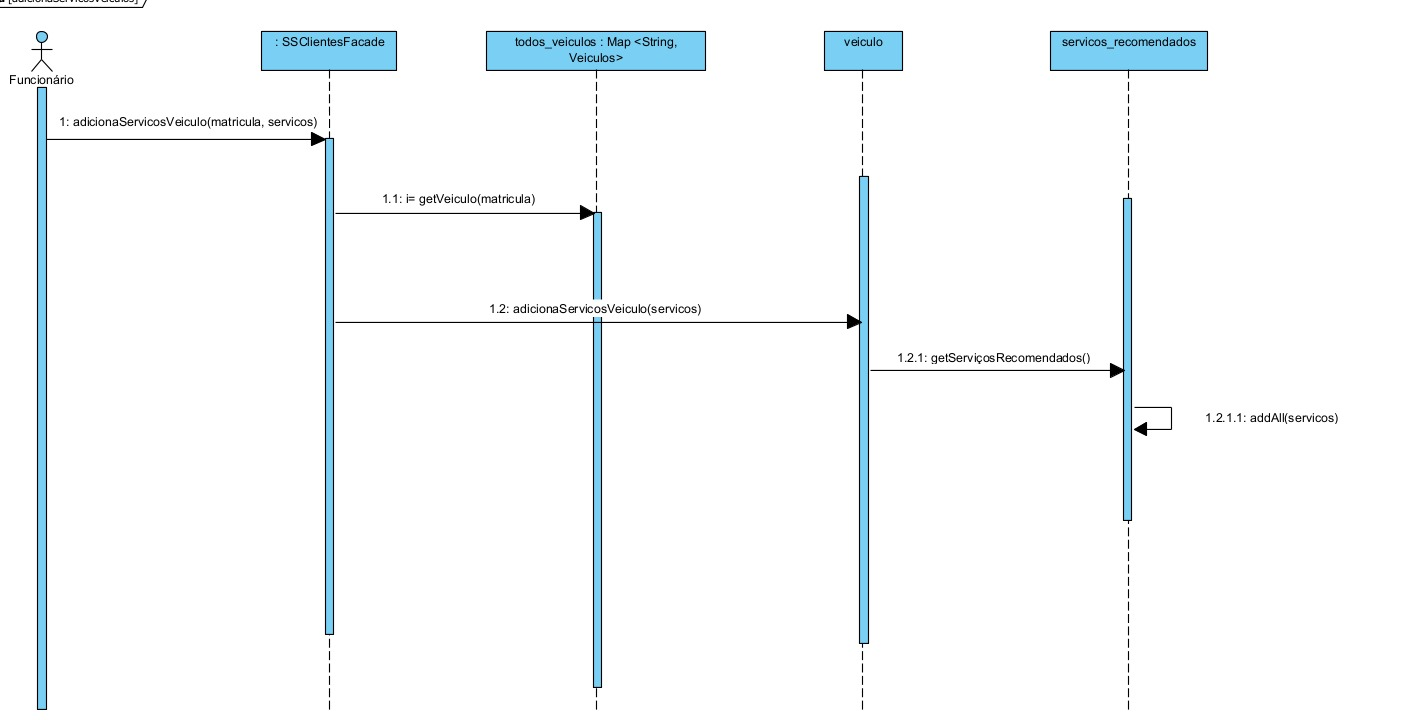 [adicionaServicosVeiculos]
Funcionário
: SSClientesFacade
todos_veiculos : Map <String,
Veiculos>
veiculo
servicos_recomendados
1: adicionaServicosVeiculo(matricula, servicos)
1.1: i= getVeiculo(matricula)
1.2: adicionaServicosVeiculo(servicos)
1.2.1: getServiçosRecomendados()
1.2.1.1: addAll(servicos)